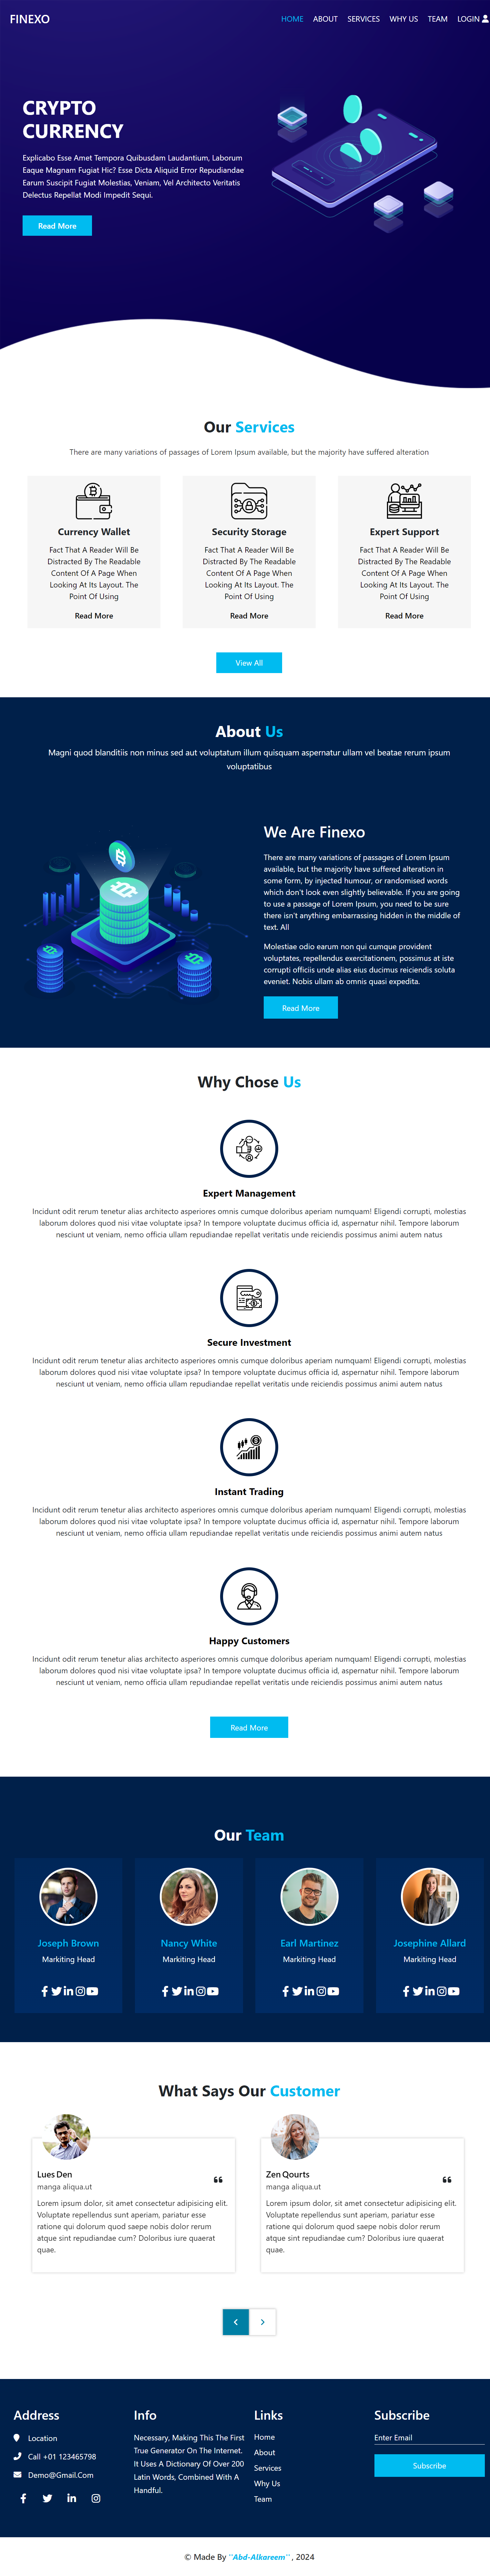 FINEXO
HOME ABOUT SERVICES WHY US TEAM LOGIN
CRYPTO
CURRENCY
Explicabo Esse Amet Tempora Quibusdam Laudantium, Laborum
Eaque Magnam Fugiat Hic? Esse Dicta Aliquid Error Repudiandae
Earum Suscipit Fugiat Molestias, Veniam, Vel Architecto Veritatis
Delectus Repellat Modi Impedit Sequi.
Read More
Our Services
There are many variations of passages of Lorem Ipsum available, but the majority have suffered alteration
Currency Wallet
Fact That A Reader Will Be
Distracted By The Readable
Content Of A Page When
Looking At Its Layout. The
Point Of Using
Read More
Security Storage
Fact That A Reader Will Be
Distracted By The Readable
Content Of A Page When
Looking At Its Layout. The
Point Of Using
Read More
Expert Support
Fact That A Reader Will Be
Distracted By The Readable
Content Of A Page When
Looking At Its Layout. The
Point Of Using
Read More
View All
About Us
Magni quod blanditiis non minus sed aut voluptatum illum quisquam aspernatur ullam vel beatae rerum ipsum
voluptatibus
We Are Finexo
There are many variations of passages of Lorem Ipsum
available, but the majority have suffered alteration in
some form, by injected humour, or randomised words
which don't look even slightly believable. If you are going
to use a passage of Lorem Ipsum, you need to be sure
there isn't anything embarrassing hidden in the middle of
text. All
Molestiae odio earum non qui cumque provident
voluptates, repellendus exercitationem, possimus at iste
corrupti officiis unde alias eius ducimus reiciendis soluta
eveniet. Nobis ullam ab omnis quasi expedita.
Read More
Why Chose Us
Expert Management
Incidunt odit rerum tenetur alias architecto asperiores omnis cumque doloribus aperiam numquam! Eligendi corrupti, molestias
laborum dolores quod nisi vitae voluptate ipsa? In tempore voluptate ducimus officia id, aspernatur nihil. Tempore laborum
nesciunt ut veniam, nemo officia ullam repudiandae repellat veritatis unde reiciendis possimus animi autem natus
Secure Investment
Incidunt odit rerum tenetur alias architecto asperiores omnis cumque doloribus aperiam numquam! Eligendi corrupti, molestias
laborum dolores quod nisi vitae voluptate ipsa? In tempore voluptate ducimus officia id, aspernatur nihil. Tempore laborum
nesciunt ut veniam, nemo officia ullam repudiandae repellat veritatis unde reiciendis possimus animi autem natus
Instant Trading
Incidunt odit rerum tenetur alias architecto asperiores omnis cumque doloribus aperiam numquam! Eligendi corrupti, molestias
laborum dolores quod nisi vitae voluptate ipsa? In tempore voluptate ducimus officia id, aspernatur nihil. Tempore laborum
nesciunt ut veniam, nemo officia ullam repudiandae repellat veritatis unde reiciendis possimus animi autem natus
Happy Customers
Incidunt odit rerum tenetur alias architecto asperiores omnis cumque doloribus aperiam numquam! Eligendi corrupti, molestias
laborum dolores quod nisi vitae voluptate ipsa? In tempore voluptate ducimus officia id, aspernatur nihil. Tempore laborum
nesciunt ut veniam, nemo officia ullam repudiandae repellat veritatis unde reiciendis possimus animi autem natus
Read More
Our Team
Joseph Brown
Markiting Head
Nancy White
Markiting Head
Earl Martinez
Markiting Head
Josephine Allard
Markiting Head
What Says Our Customer
Lues Den
manga aliqua.ut
Lorem ipsum dolor, sit amet consectetur adipisicing elit.
Voluptate repellendus sunt aperiam, pariatur esse
ratione qui dolorum quod saepe nobis dolor rerum
atque sint repudiandae cum? Doloribus iure quaerat
quae.
Zen Qourts
manga aliqua.ut
Lorem ipsum dolor, sit amet consectetur adipisicing elit.
Voluptate repellendus sunt aperiam, pariatur esse
ratione qui dolorum quod saepe nobis dolor rerum
atque sint repudiandae cum? Doloribus iure quaerat
quae.
Address
Location
Call +01 123465798
Demo@Gmail.Com
Info
Necessary, Making This The First
True Generator On The Internet.
It Uses A Dictionary Of Over 200
Latin Words, Combined With A
Handful.
Links
Home
About
Services
Why Us
Team
Subscribe
Enter Email
Subscribe
© Made By "Abd-Alkareem" , 2024